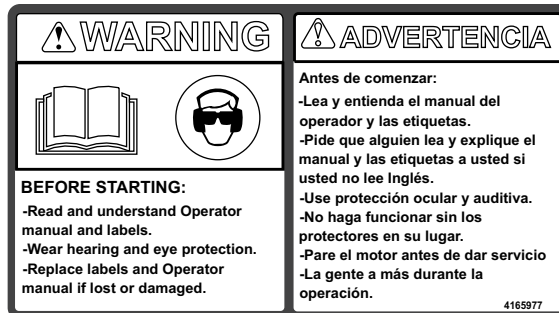 WARNING
BEFORE STARTING:
-Read and understand Operator
manual and labels.
-Wear hearing and eye protection.
-Replace labels and Operator
manual if lost or damaged.
ADVERTENCIA
Antes de comenzar:
-Lea y entienda el manual del
operador y las etiquetas.
-Pide que alguien lea y explique el
manual y las etiquetas a usted si
usted no lee Inglés.
-Use protección ocular y auditiva.
-No haga funcionar sin los
protectores en su lugar.
-Pare el motor antes de dar servicio
-La gente a más durante la
operación.
4165977